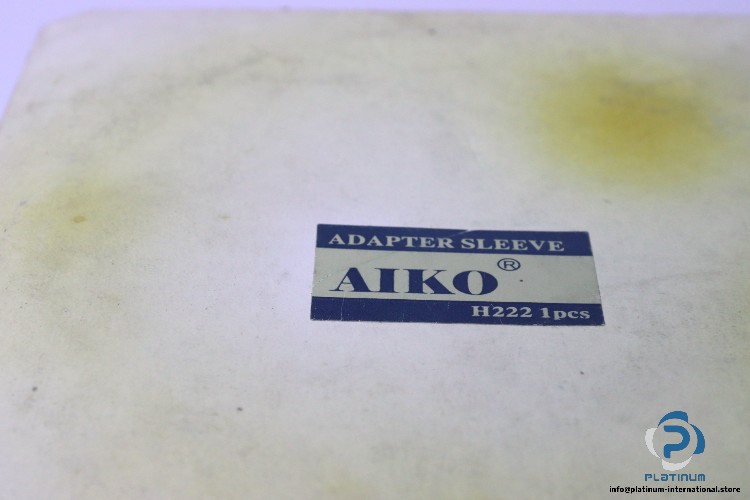 ADAPTER SLEEVE
AIKO®
H222 1pcs
PLATINUM
info@platinum-international.store